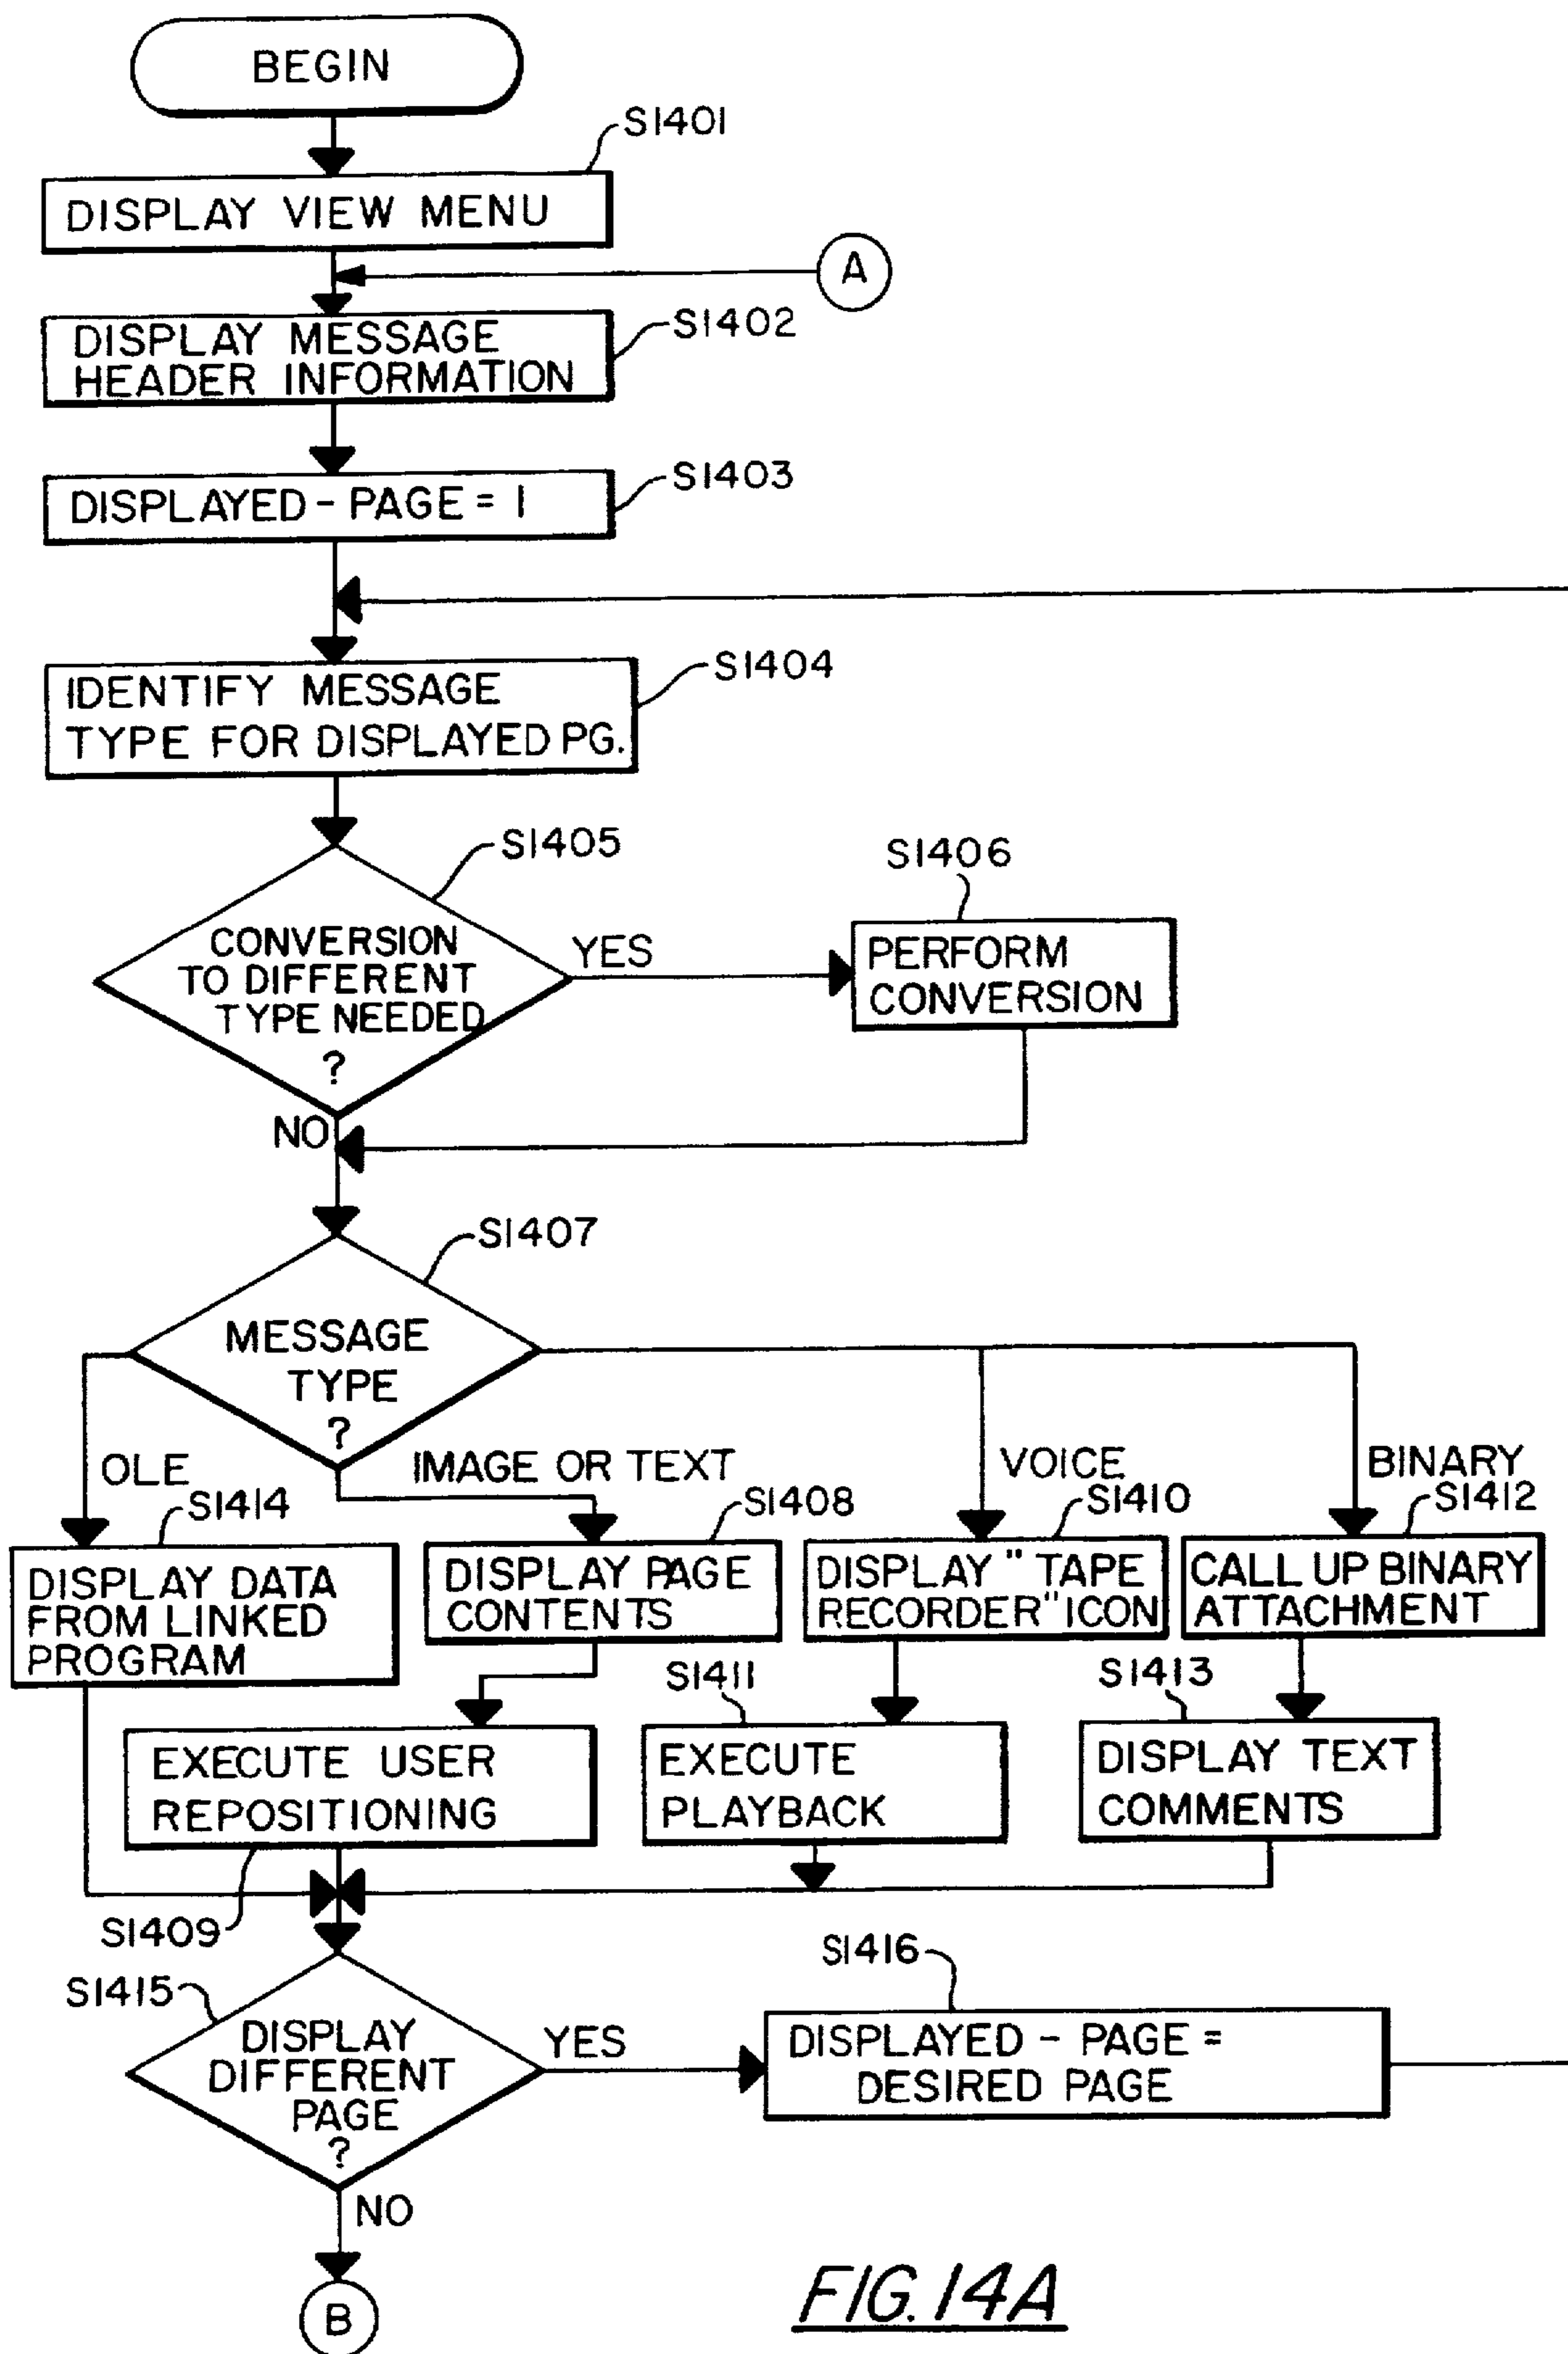 BEGIN
S1401
DISPLAY VIEW MENU
A
S1402
DISPLAY MESSAGE
HEADER INFORMATION
S1403
DISPLAYED - PAGE = 1
S1404
IDENTIFY MESSAGE
TYPE FOR DISPLAYED PG.
S1405
CONVERSION
TO DIFFERENT
TYPE NEEDED
?
YES
S1406
PERFORM
CONVERSION
NO
S1407
MESSAGE
TYPE
?
OLE
IMAGE OR TEXT
VOICE
BINARY
S1414
DISPLAY DATA
FROM LINKED
PROGRAM
S1408
DISPLAY PAGE
CONTENTS
S1410
DISPLAY "TAPE
RECORDER" ICON
S1412
CALL UP BINARY
ATTACHMENT
EXECUTE USER
REPOSITIONING
S1409
S1411
EXECUTE
PLAYBACK
S1413
DISPLAY TEXT
COMMENTS
S1415
DISPLAY
DIFFERENT
PAGE
?
YES
S1416
DISPLAYED - PAGE =
DESIRED PAGE
NO
B
FIG. 14A